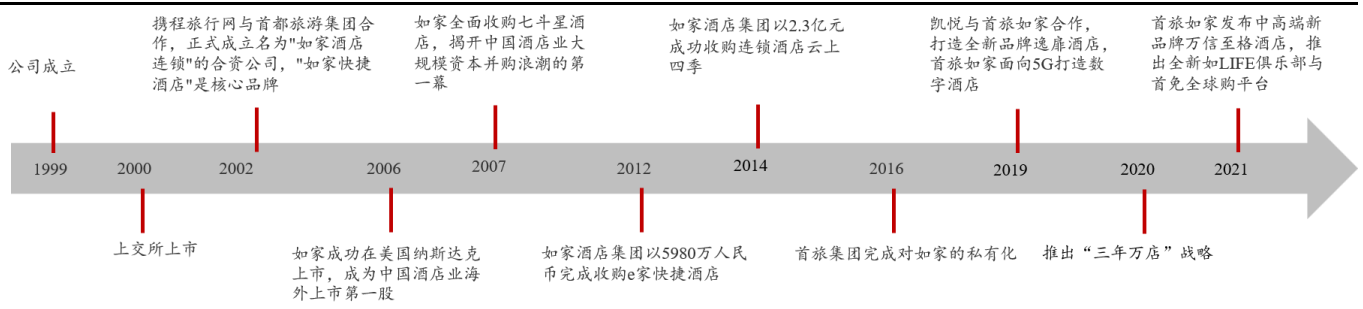 公司成立
携程旅行网与首都旅游集团合
作，正式成立名为"如家酒店
连锁"的合资公司，"如家快捷
酒店"是核心品牌
如家全面收购七斗星酒
店，揭开中国酒店业大
规模资本并购浪潮的第
一幕
如家酒店集团以2.3亿元
成功收购连锁酒店云上
四季
凯悦与首旅如家合作，
打造全新品牌逸扉酒店，
首旅如家面向5G打造数
字酒店
首旅如家发布中高端新
品牌万信至格酒店，推
出全新如LIFE俱乐部与
首免全球购平台
1999
2000
2002
2006
2007
2012
2014
2016
2019
2020
2021
上交所上市
如家成功在美国纳斯达克
上市，成为中国酒店业海
外上市第一股
如家酒店集团以5980万人民
币完成收购e家快捷酒店
首旅集团完成对如家的私有化
推出“三年万店”战略